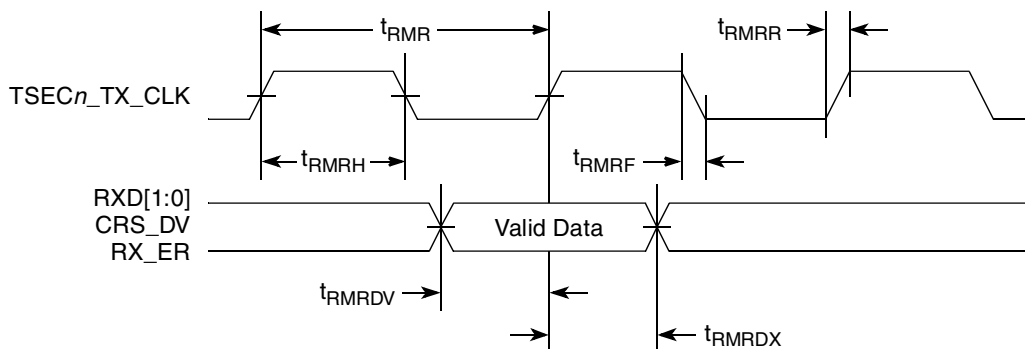 tRMR
tRMRR
TSECn_TX_CLK
tRMRH
tRMRF
RXD[1:0]
CRS_DV
RX_ER
Valid Data
tRMRDV
tRMRDX